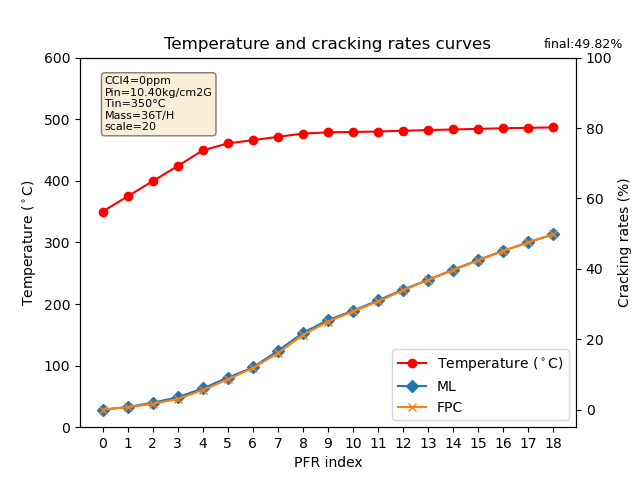 Temperature and cracking rates curves
final:49.82%
CCl4=0ppm
Pin=10.40kg/cm2G
Tin=350°C
Mass=36T/H
scale=20
600
500
400
300
200
100
0
Temperature (°C)
100
80
60
40
20
0
Cracking rates (%)
Temperature (°C)
ML
FPC
0 1 2 3 4 5 6 7 8 9 10 11 12 13 14 15 16 17 18
PFR index